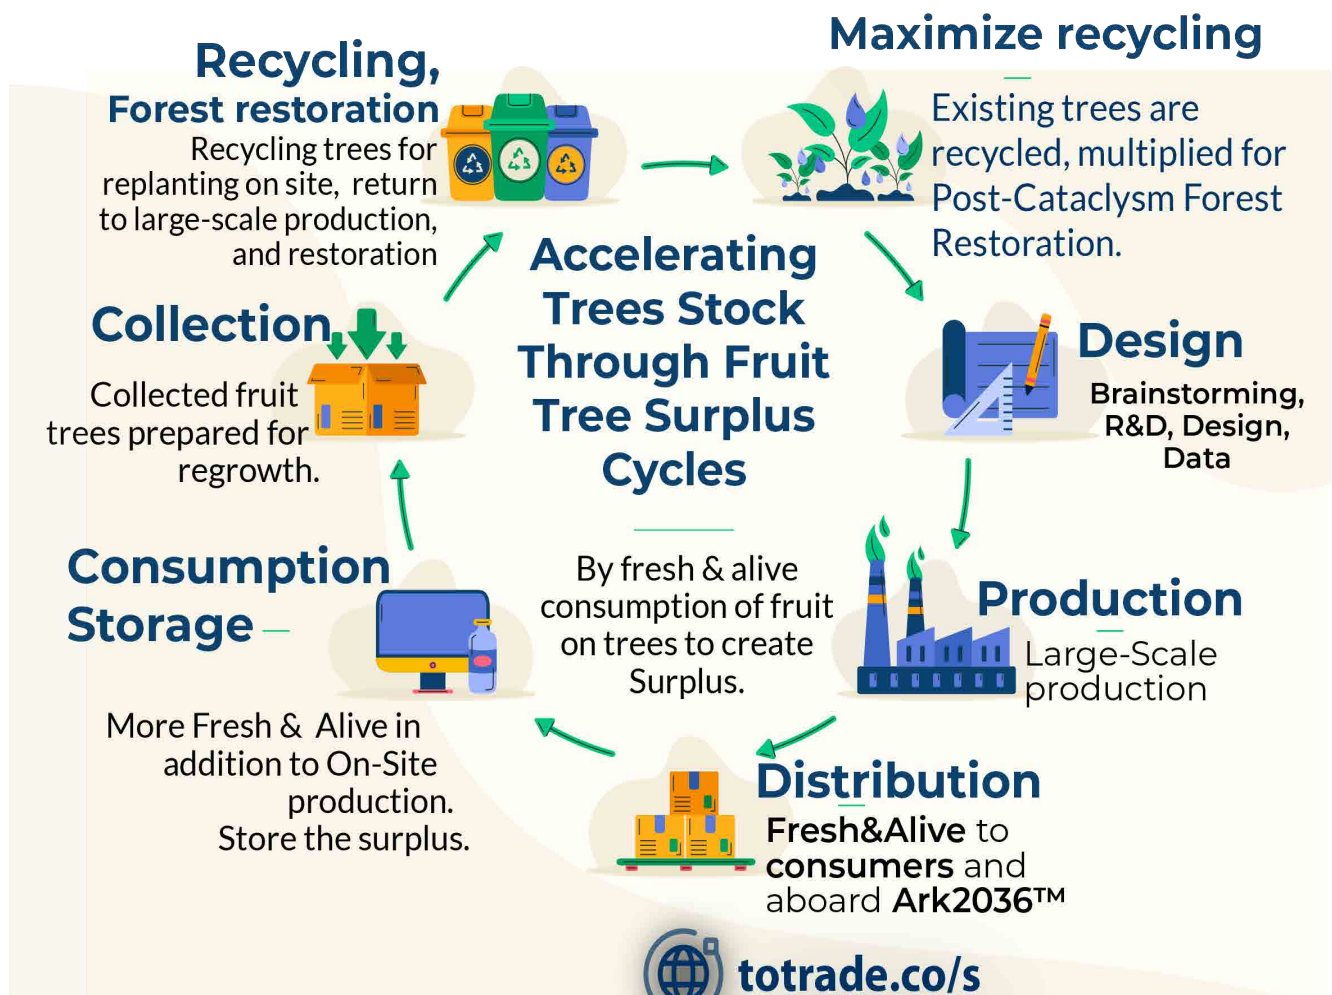 Recycling,
Forest restoration
Recycling trees for
replanting on site, return
to large-scale production,
and restoration
Maximize recycling
Existing trees are
recycled, multiplied for
Post-Cataclysm Forest
Restoration.
Accelerating
Trees Stock
Through Fruit
Tree Surplus
Cycles
By fresh & alive
consumption of fruit
on trees to create
Surplus.
Design
Brainstorming,
R&D, Design,
Data
Production
Large-Scale
production
Distribution
Fresh&Alive to
consumers and
aboard Ark2036™
Consumption
Storage
More Fresh & Alive in
addition to On-Site
production.
Store the surplus.
Collection
Collected fruit
trees prepared for
regrowth.
totrade.co/s